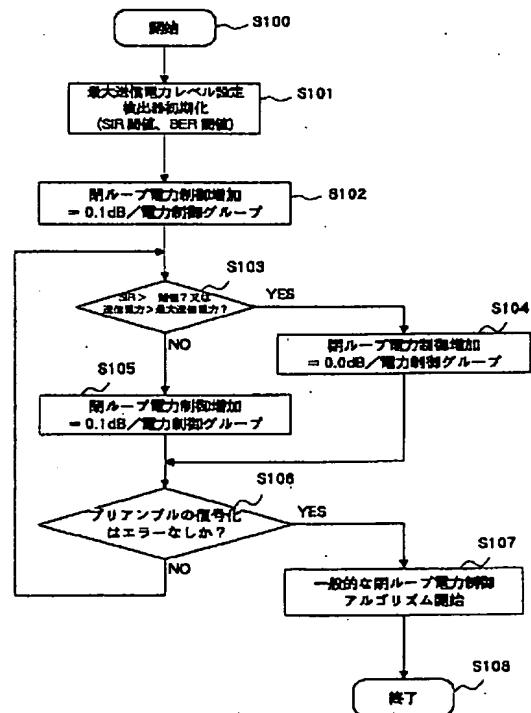 開始
S100
最大送信電力レベル設定
検出器初期化
(SIR 閾値、BER 閾値)
S101
閉ループ電力制御増加
= 0.1dB/電力制御グループ
S102
S103
SIR> 閾値?又は
送信電力>最大送信電力?
YES
NO
S104
閉ループ電力制御増加
= 0.0dB/電力制御グループ
S105
閉ループ電力制御増加
= 0.1dB/電力制御グループ
S106
プリアンブルの信号化
はエラーなしか?
YES
NO
S107
一般的な閉ループ電力制御
アルゴリズム開始
S108
終了